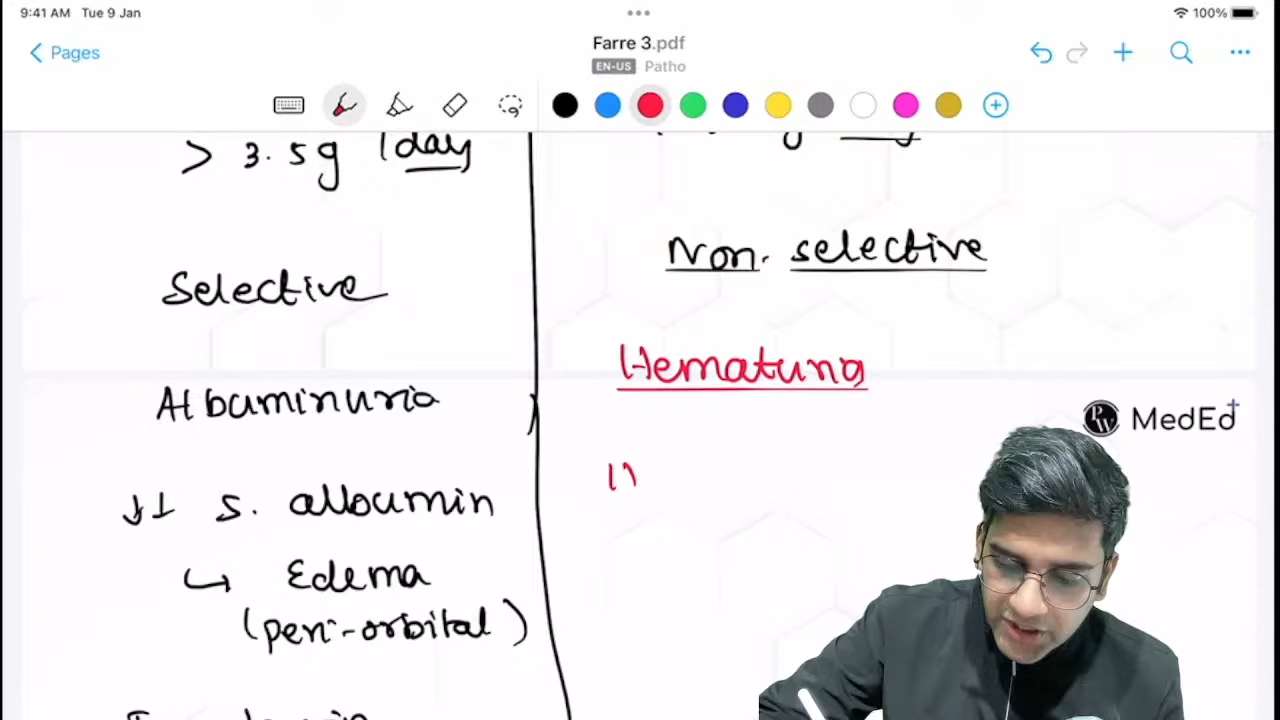 9:41 AM Tue 9 Jan
100%
Pages
Farre 3.pdf
EN-US Patho
> 3.5g /day
Selective
Albuminuria
↓↓ S. albumin
↳ Edema
(peri-orbital)
Non. selective
Hematuria
PW MedEd